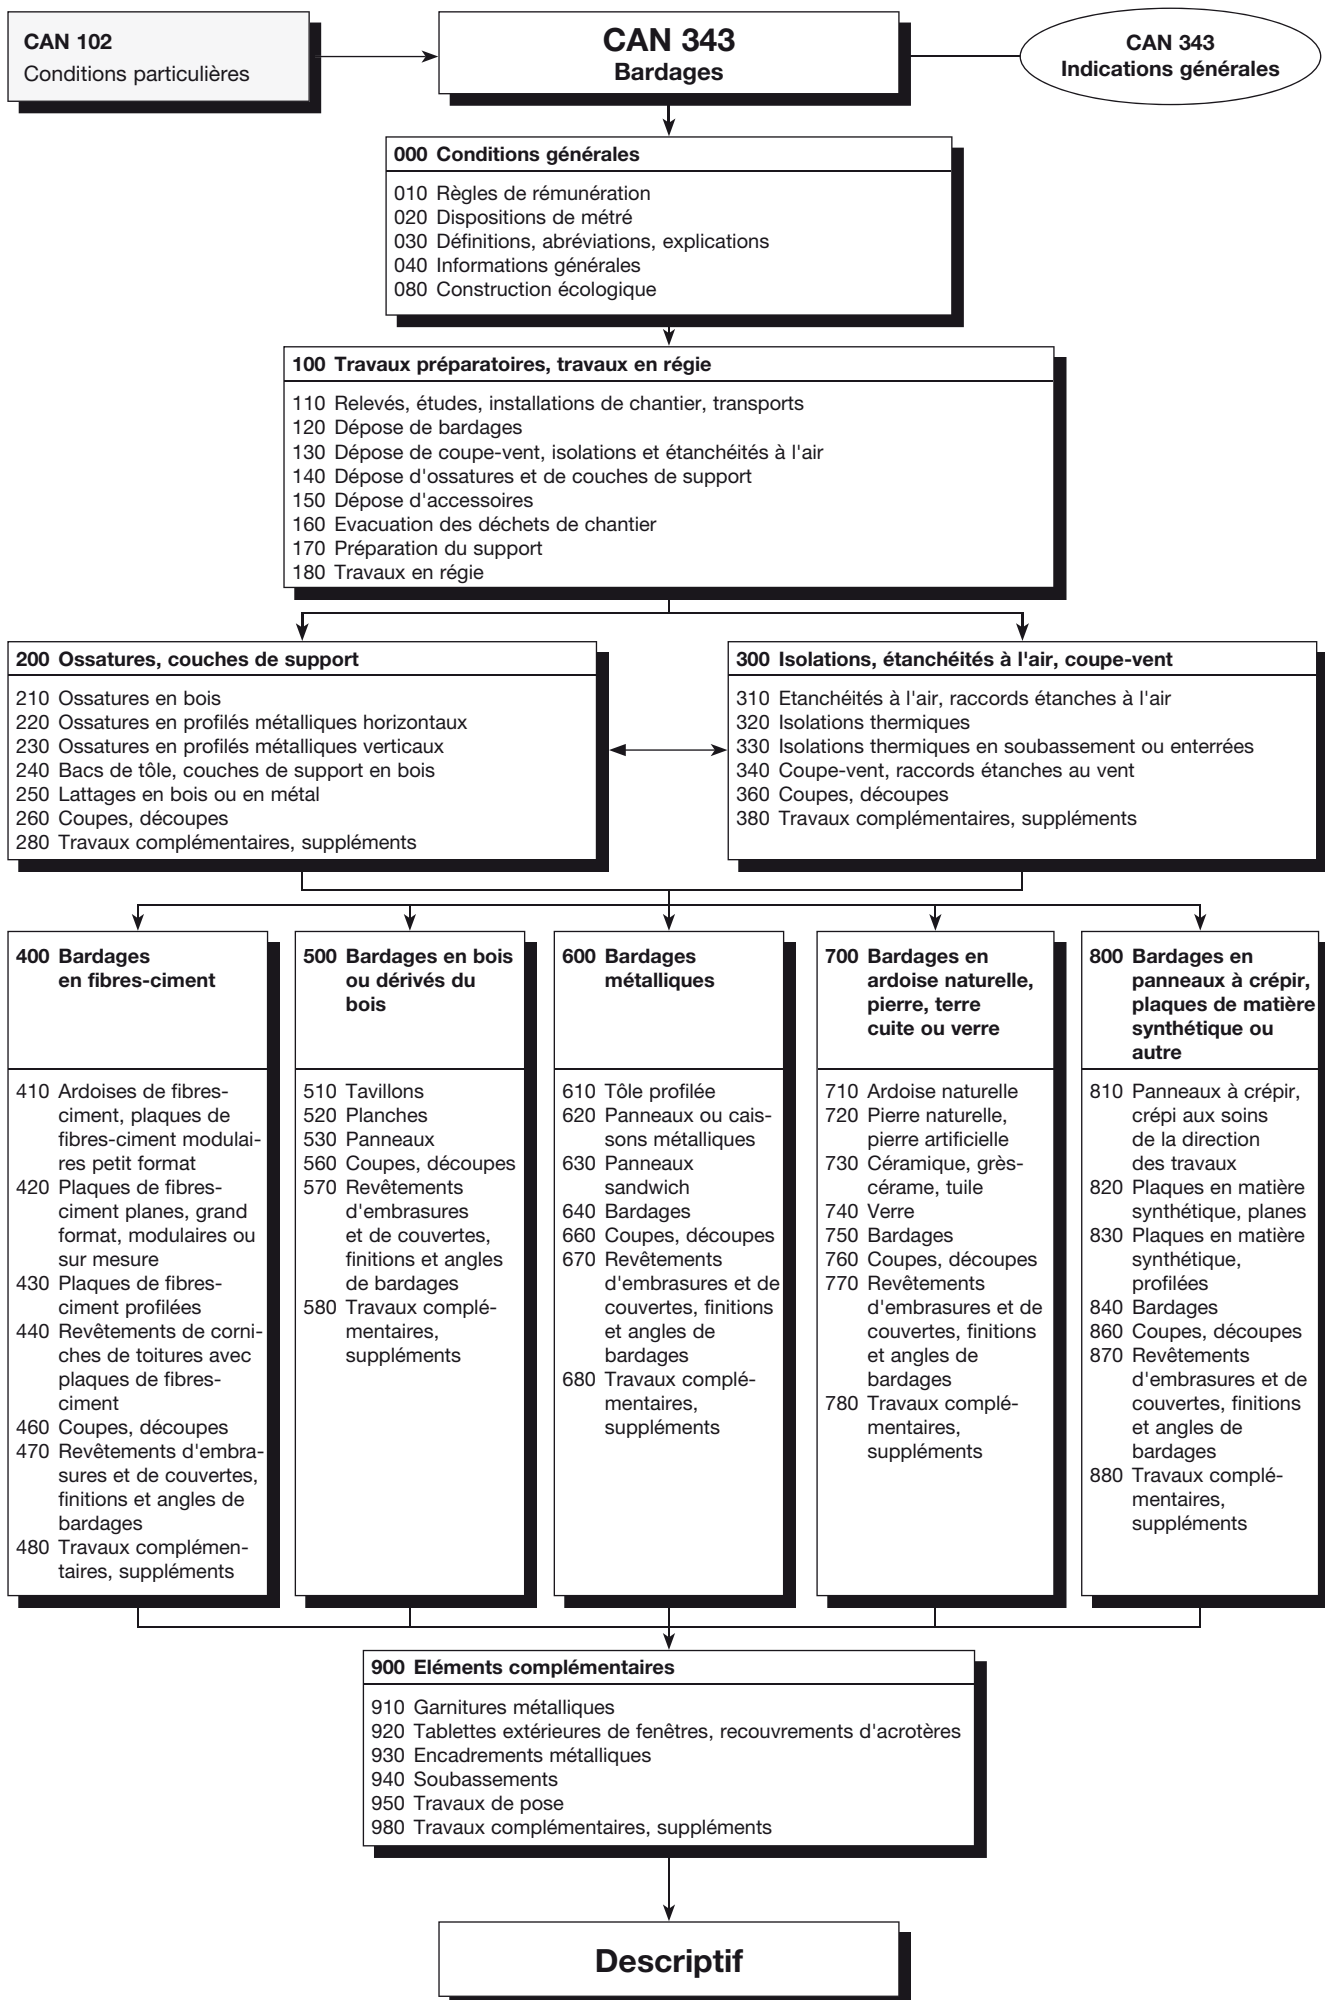 CAN 102
Conditions particulières
CAN 343
Bardages
CAN 343
Indications générales
000 Conditions générales
010 Règles de rémunération
020 Dispositions de métré
030 Définitions, abréviations, explications
040 Informations générales
080 Construction écologique
100 Travaux préparatoires, travaux en régie
110 Relevés, études, installations de chantier, transports
120 Dépose de bardages
130 Dépose de coupe-vent, isolations et étanchéités à l'air
140 Dépose d'ossatures et de couches de support
150 Dépose d'accessoires
160 Evacuation des déchets de chantier
170 Préparation du support
180 Travaux en régie
200 Ossatures, couches de support
210 Ossatures en bois
220 Ossatures en profilés métalliques horizontaux
230 Ossatures en profilés métalliques verticaux
240 Bacs de tôle, couches de support en bois
250 Lattages en bois ou en métal
260 Coupes, découpes
280 Travaux complémentaires, suppléments
300 Isolations, étanchéités à l'air, coupe-vent
310 Etanchéités à l'air, raccords étanches à l'air
320 Isolations thermiques
330 Isolations thermiques en soubassement ou enterrées
340 Coupe-vent, raccords étanches au vent
360 Coupes, découpes
380 Travaux complémentaires, suppléments
400 Bardages
en fibres-ciment
410 Ardoises de fibres-
ciment, plaques de
fibres-ciment modulai-
res petit format
420 Plaques de fibres-
ciment planes, grand
format, modulaires ou
sur mesure
430 Plaques de fibres-
ciment profilées
440 Revêtements de corni-
ches de toitures avec
plaques de fibres-
ciment
460 Coupes, découpes
470 Revêtements d'embra-
sures et de couvertes,
finitions et angles de
bardages
480 Travaux complémen-
taires, suppléments
500 Bardages en bois
ou dérivés du
bois
510 Tavillons
520 Planches
530 Panneaux
560 Coupes, découpes
570 Revêtements
d'embrasures
et de couvertes,
finitions et angles
de bardages
580 Travaux complé-
mentaires,
suppléments
600 Bardages
métalliques
610 Tôle profilée
620 Panneaux ou cais-
sons métalliques
630 Panneaux
sandwich
640 Bardages
660 Coupes, découpes
670 Revêtements
d'embrasures et de
couvertes, finitions
et angles de
bardages
680 Travaux complé-
mentaires,
suppléments
700 Bardages en
ardoise naturelle,
pierre, terre
cuite ou verre
710 Ardoise naturelle
720 Pierre naturelle,
pierre artificielle
730 Céramique, grès-
cérame, tuile
740 Verre
750 Bardages
760 Coupes, découpes
770 Revêtements
d'embrasures et de
couvertes, finitions
et angles de
bardages
780 Travaux complé-
mentaires,
suppléments
800 Bardages en
panneaux à crépir,
plaques de matière
synthétique ou
autre
810 Panneaux à crépir,
crépi aux soins
de la direction
des travaux
820 Plaques en matière
synthétique, planes
830 Plaques en matière
synthétique,
profilées
840 Bardages
860 Coupes, découpes
870 Revêtements
d'embrasures et de
couvertes, finitions
et angles de
bardages
880 Travaux complé-
mentaires,
suppléments
900 Eléments complémentaires
910 Garnitures métalliques
920 Tablettes extérieures de fenêtres, recouvrements d'acrotères
930 Encadrements métalliques
940 Soubassements
950 Travaux de pose
980 Travaux complémentaires, suppléments
Descriptif